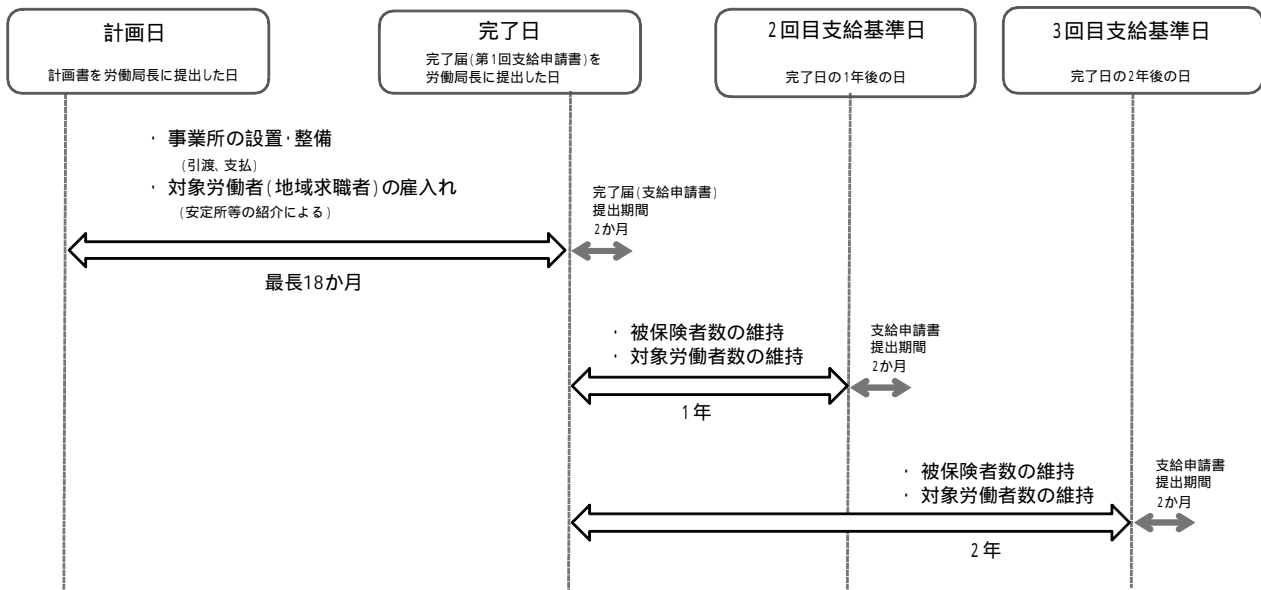 計画日
計画書を労働局長に提出した日
完了日
完了届(第1回支給申請書)を
労働局長に提出した日
2回目支給基準日
完了日の1年後の日
3回目支給基準日
完了日の2年後の日
・ 事業所の設置・整備
(引渡、支払)
・ 対象労働者(地域求職者)の雇入れ
(安定所等の紹介による)
完了届(支給申請書)
提出期間
2か月
最長18か月
・ 被保険者数の維持
・ 対象労働者数の維持
支給申請書
提出期間
2か月
1年
・ 被保険者数の維持
・ 対象労働者数の維持
支給申請書
提出期間
2か月
2年